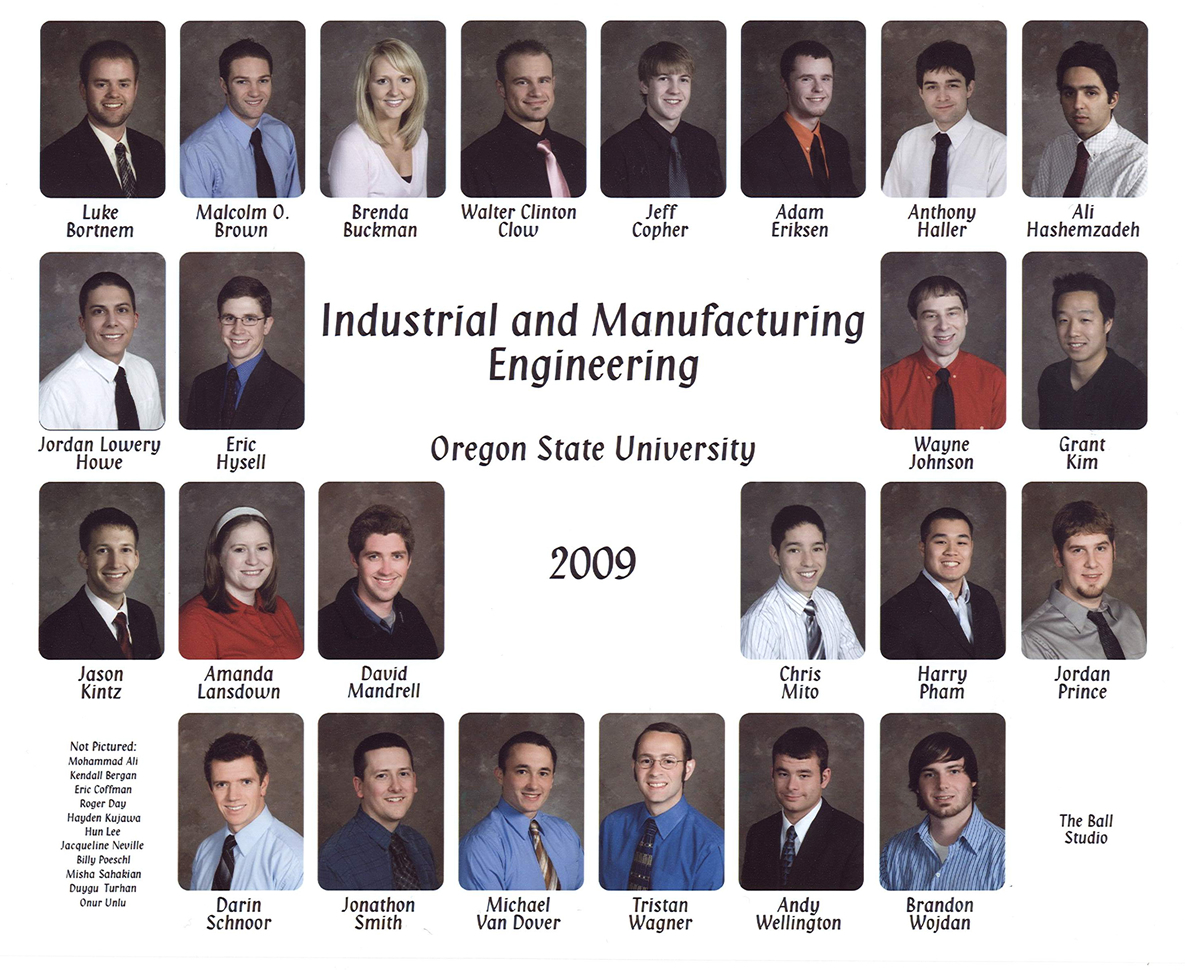 Luke
Bortnem
Malcolm O.
Brown
Brenda
Buckman
Walter Clinton
Clow
Jeff
Copher
Adam
Eriksen
Anthony
Haller
Ali
Hashemzadeh
Industrial and Manufacturing
Engineering
Jordan Lowery
Howe
Eric
Hysell
Oregon State University
Wayne
Johnson
Grant
Kim
2009
Jason
Kintz
Amanda
Lansdown
David
Mandrell
Chris
Mito
Harry
Pham
Jordan
Prince
Not Pictured:
Mohammad Ali
Kendall Bergan
Eric Coffman
Roger Day
Hayden Kujawa
Hun Lee
Jacqueline Neville
Billy Poeschl
Misha Sahakian
Duygu Turhan
Onur Unlu
The Ball
Studio
Darin
Schnoor
Jonathon
Smith
Michael
Van Dover
Tristan
Wagner
Andy
Wellington
Brandon
Wojdan